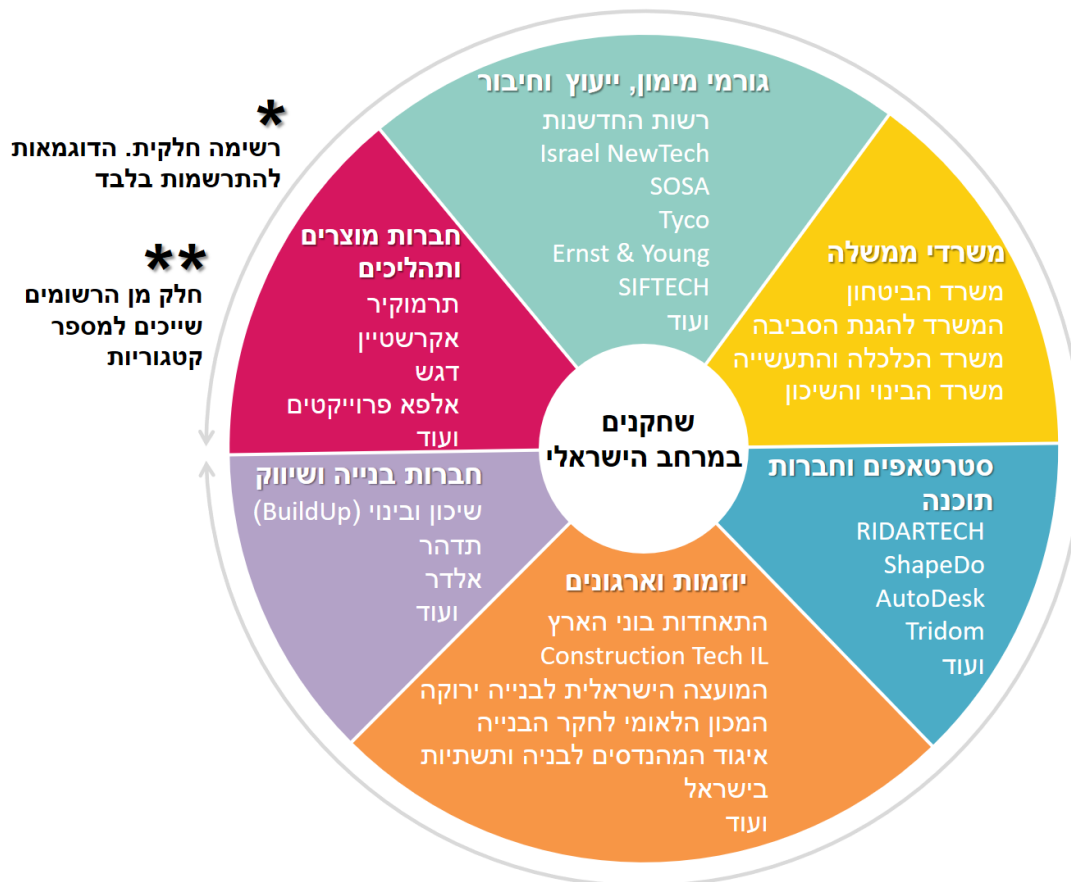 *
רשימה חלקית. הדוגמאות
להתרשמות בלבד
**
חלק מן הרשומים
שייכים למספר
קטגוריות
שחקנים
במרחב הישראלי
גורמי מימון, ייעוץ וחיבור
רשות החדשנות
Israel NewTech
SOSA
Tyco
Ernst & Young
SIFTECH
ועוד
משרדי ממשלה
משרד הביטחון
המשרד להגנת הסביבה
משרד הכלכלה והתעשייה
משרד הבינוי והשיכון
סטרטאפים וחברות
תוכנה
RIDARTECH
ShapeDo
AutoDesk
Tridom
ועוד
יוזמות וארגונים
התאחדות בוני הארץ
Construction Tech IL
המועצה הישראלית לבנייה ירוקה
המכון הלאומי לחקר הבנייה
איגוד המהנדסים לבניה ותשתיות
בישראל
ועוד
חברות בנייה ושיווק
שיכון ובינוי (BuildUp)
תדהר
אלדר
ועוד
חברות מוצרים
ותהליכים
תרמוקיר
אקרשטיין
דגש
אלפא פרוייקטים
ועוד